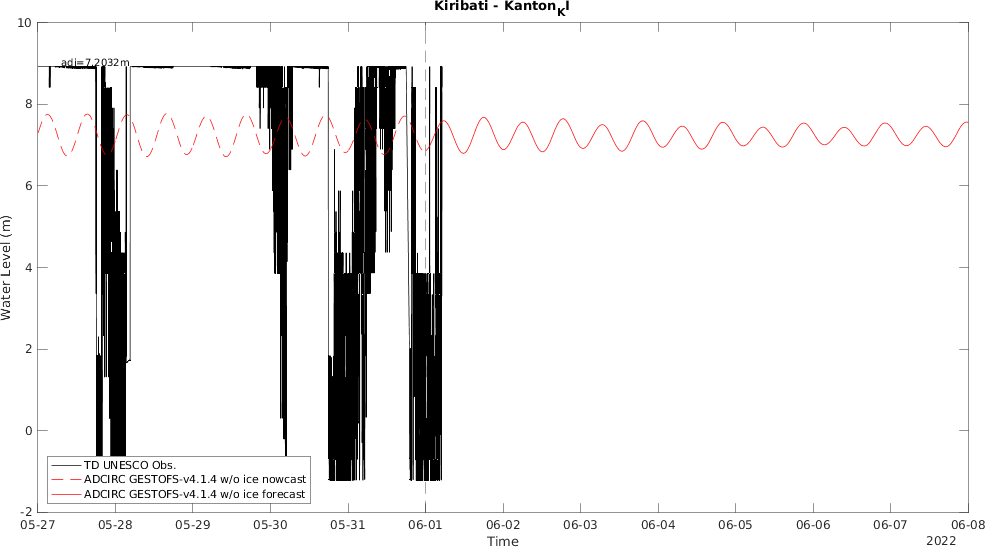 Kiribati - Kanton_KI
10
8
6
4
2
0
-2
Water Level (m)
adj=7.2032m
TD UNESCO Obs.
ADCIRC GESTOFS-v4.1.4 w/o ice nowcast
ADCIRC GESTOFS-v4.1.4 w/o ice forecast
05-27 05-28 05-29 05-30 05-31 06-01 06-02 06-03 06-04 06-05 06-06 06-07 06-08
Time
2022